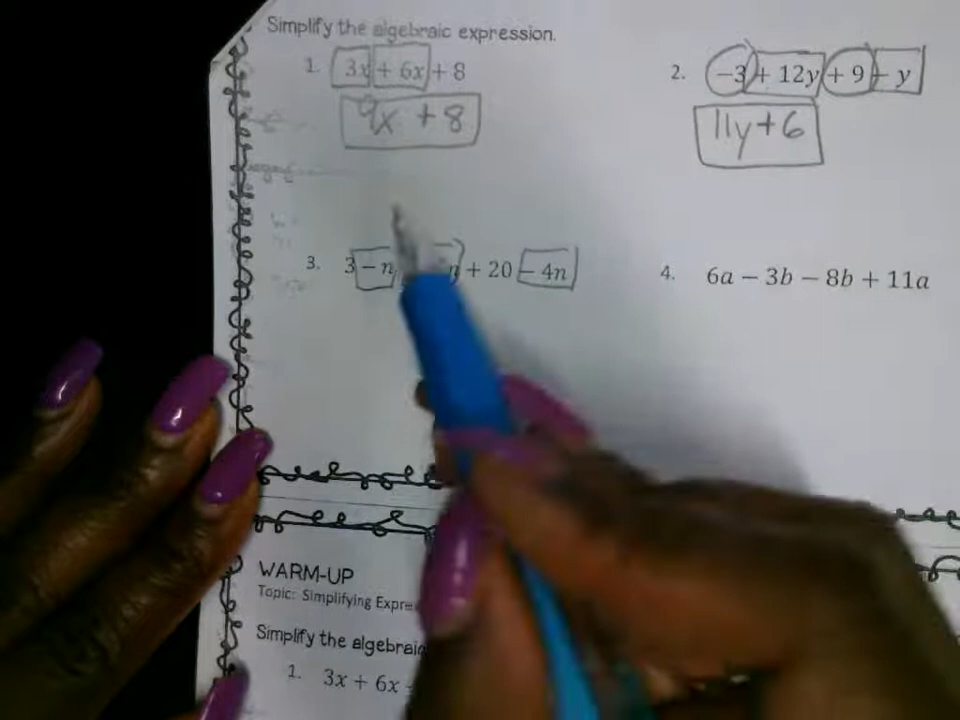 Simplify the algebraic expression.
1. 3x + 6x + 8
9x + 8
2. −3 + 12y + 9 − y
11y + 6
3. 3 − n n + 20 − 4n
4. 6a − 3b − 8b + 11a
WARM-UP
Topic: Simplifying
Simplify the
1. 3x + 6x